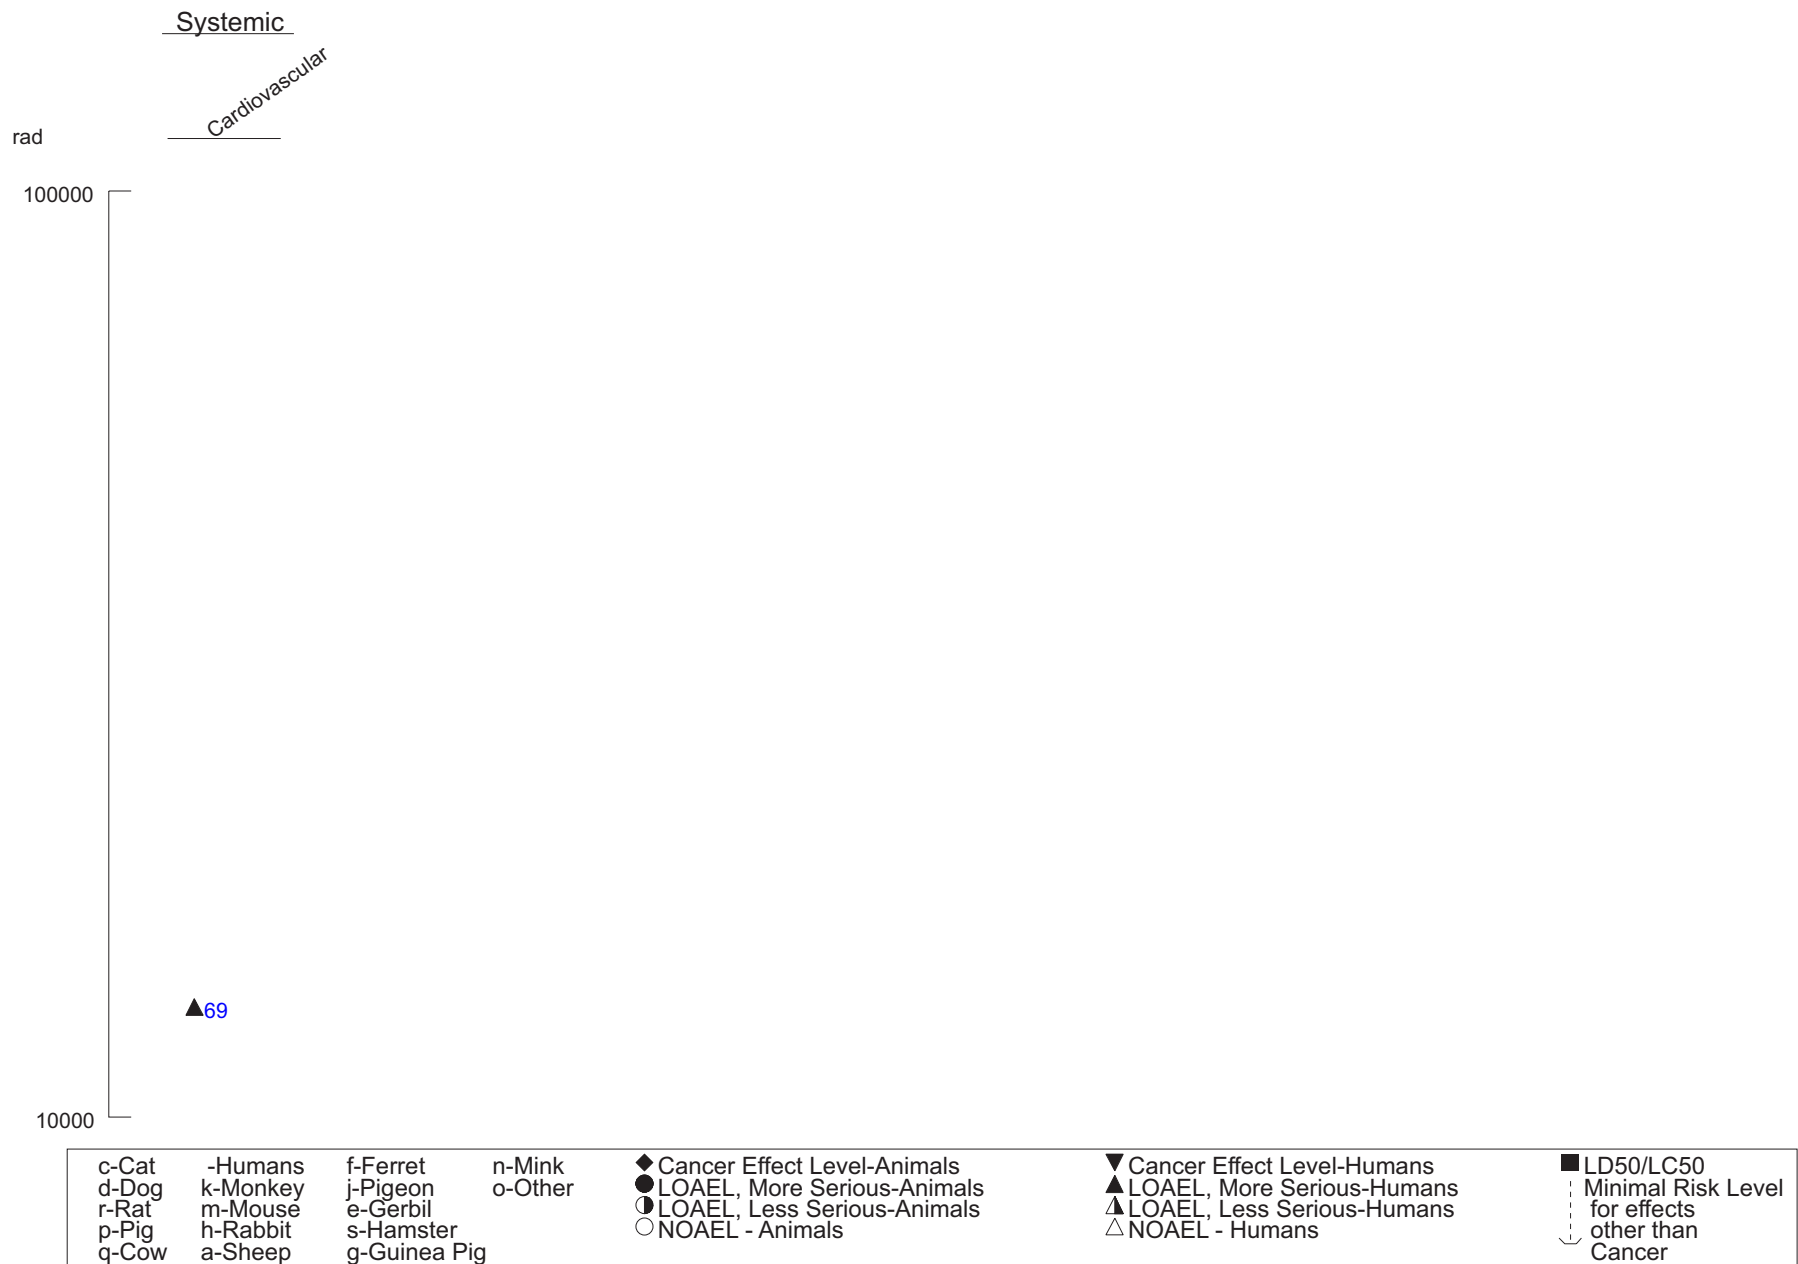 Systemic
Cardiovascular
rad
100000
69
10000
c-Cat -Humans f-Ferret n-Mink Cancer Effect Level-Animals Cancer Effect Level-Humans LD50/LC50
d-Dog k-Monkey j-Pigeon o-Other LOAEL, More Serious-Animals LOAEL, More Serious-Humans Minimal Risk Level
r-Rat m-Mouse e-Gerbil LOAEL, Less Serious-Animals LOAEL, Less Serious-Humans for effects
p-Pig h-Rabbit s-Hamster NOAEL - Animals NOAEL - Humans other than
q-Cow a-Sheep g-Guinea Pig Cancer